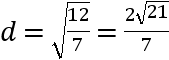 d = √(12/7) = 2√21/7